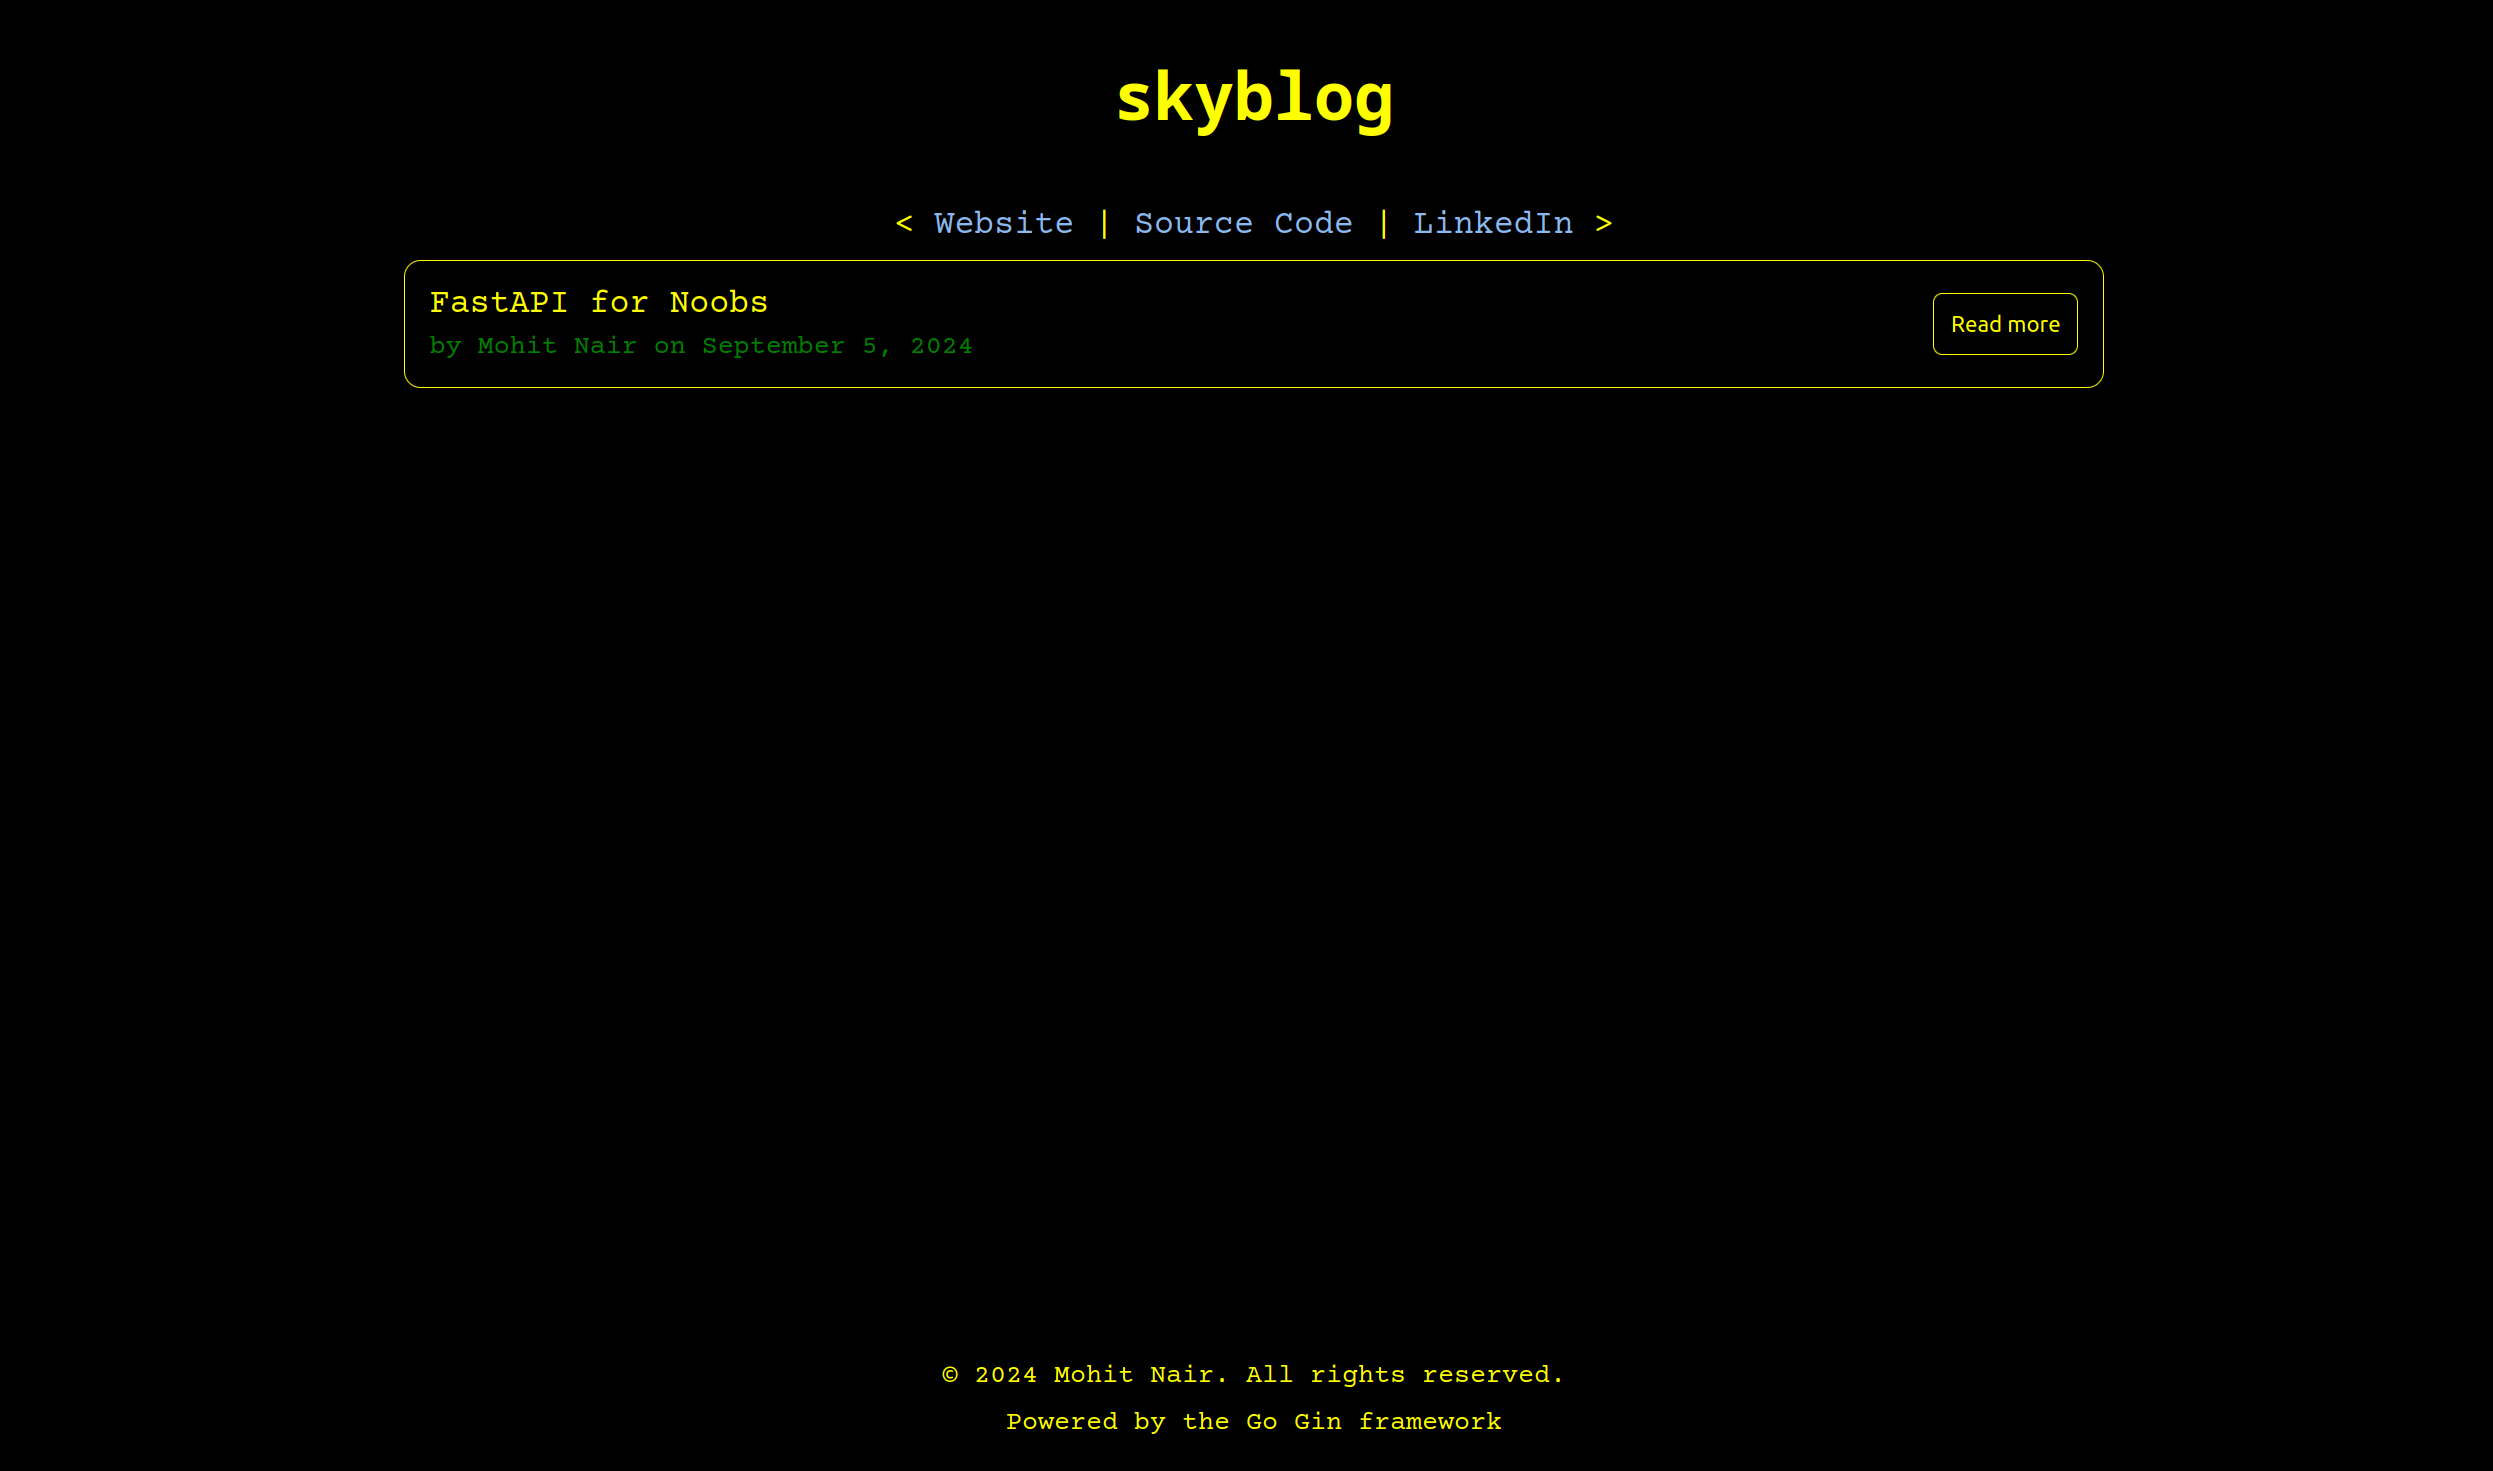 skyblog
< Website | Source Code | LinkedIn >
FastAPI for Noobs
by Mohit Nair on September 5, 2024
Read more
© 2024 Mohit Nair. All rights reserved.
Powered by the Go Gin framework